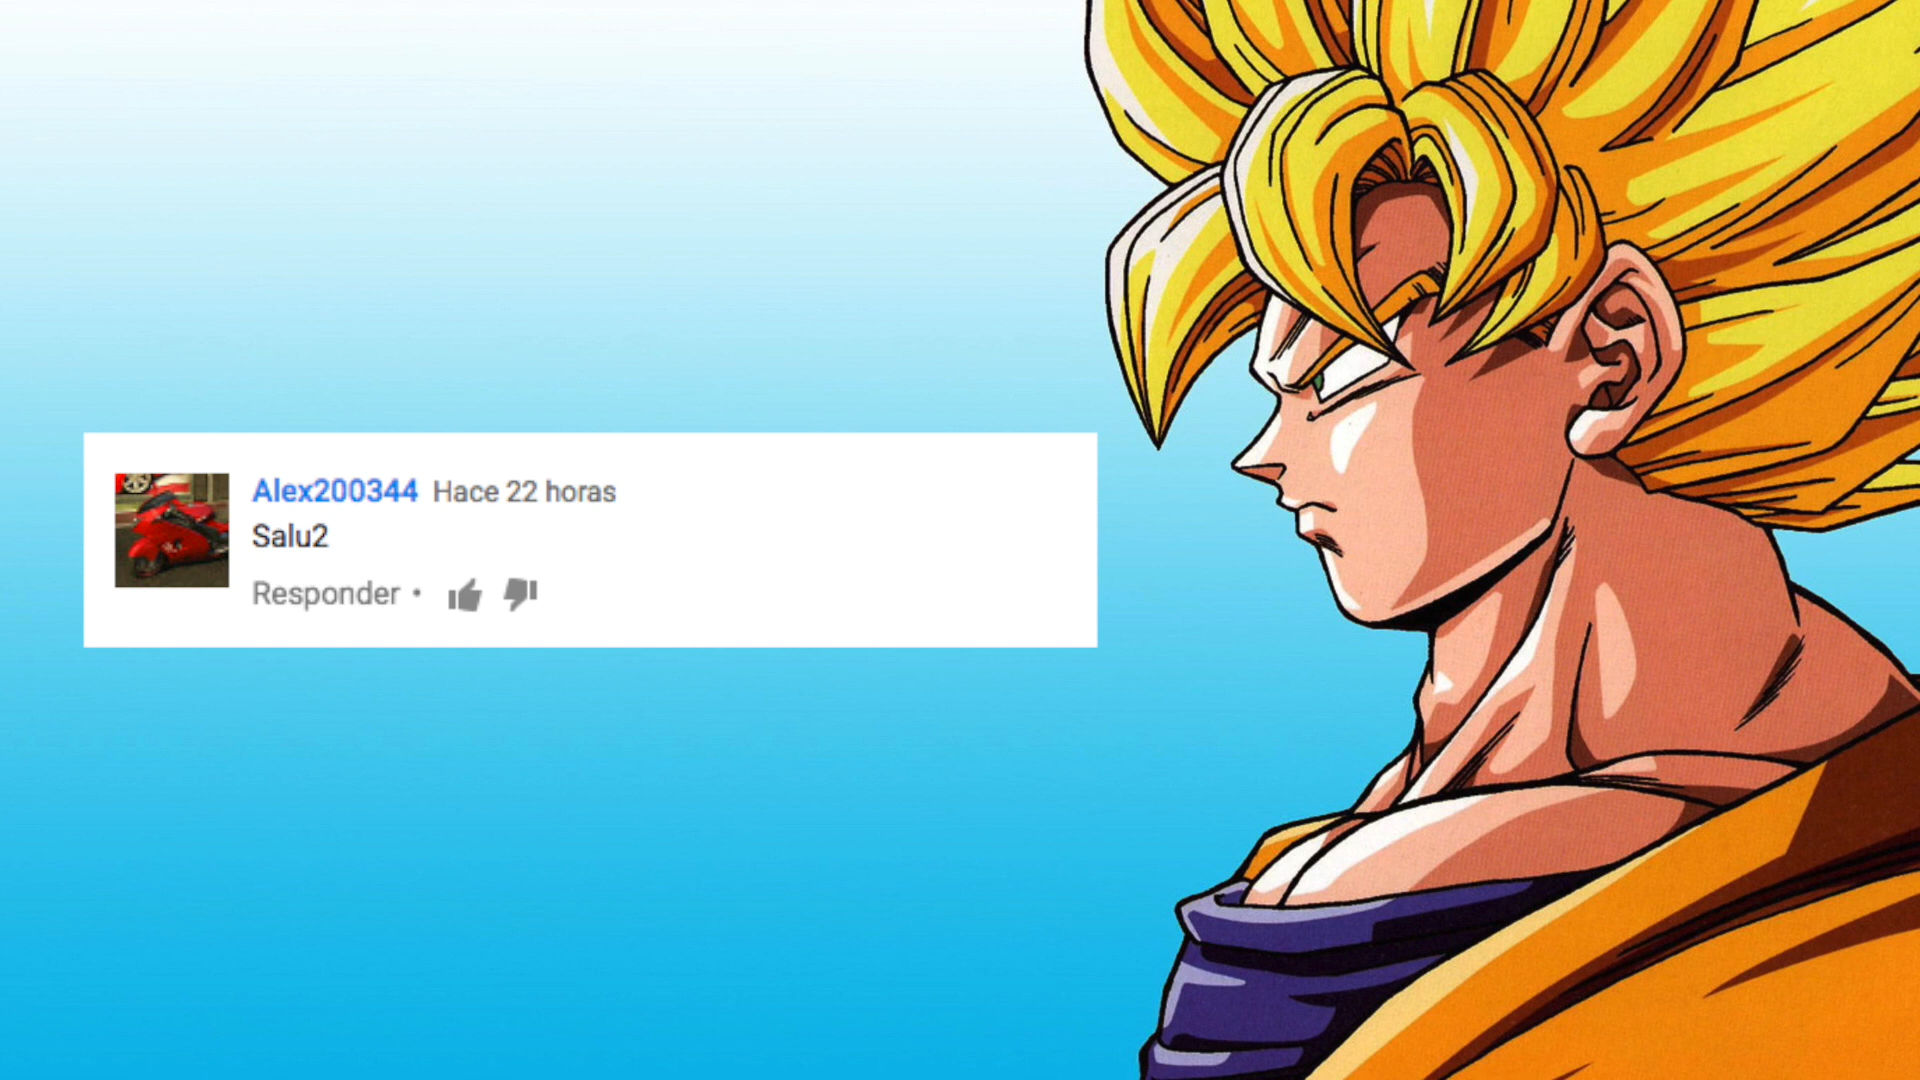 Alex200344 Hace 22 horas
Salu2
Responder •